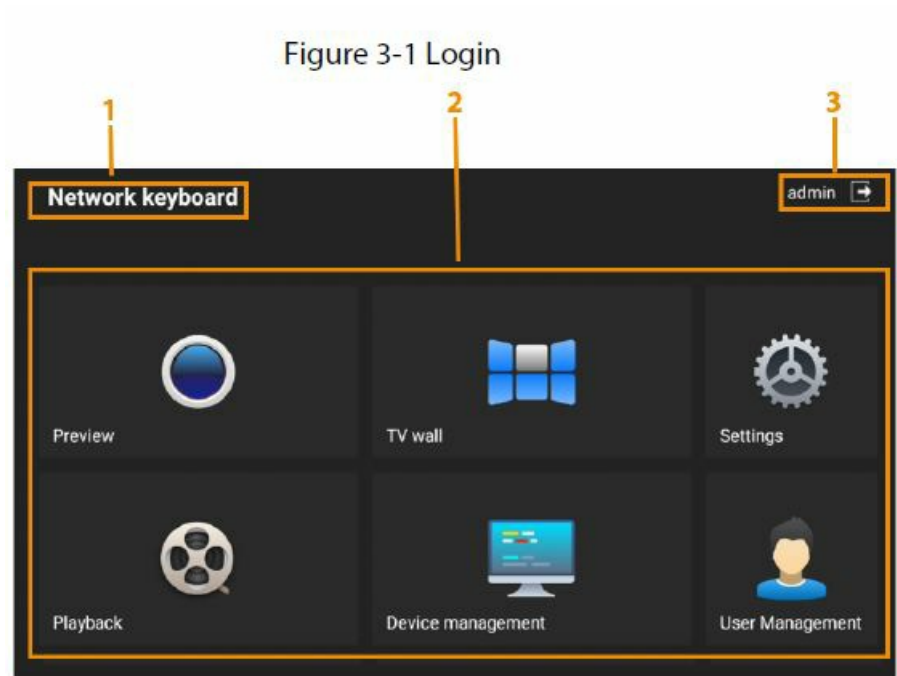 Figure 3-1 Login
1
2
3
Network keyboard
admin
Preview
TV wall
Settings
Playback
Device management
User Management